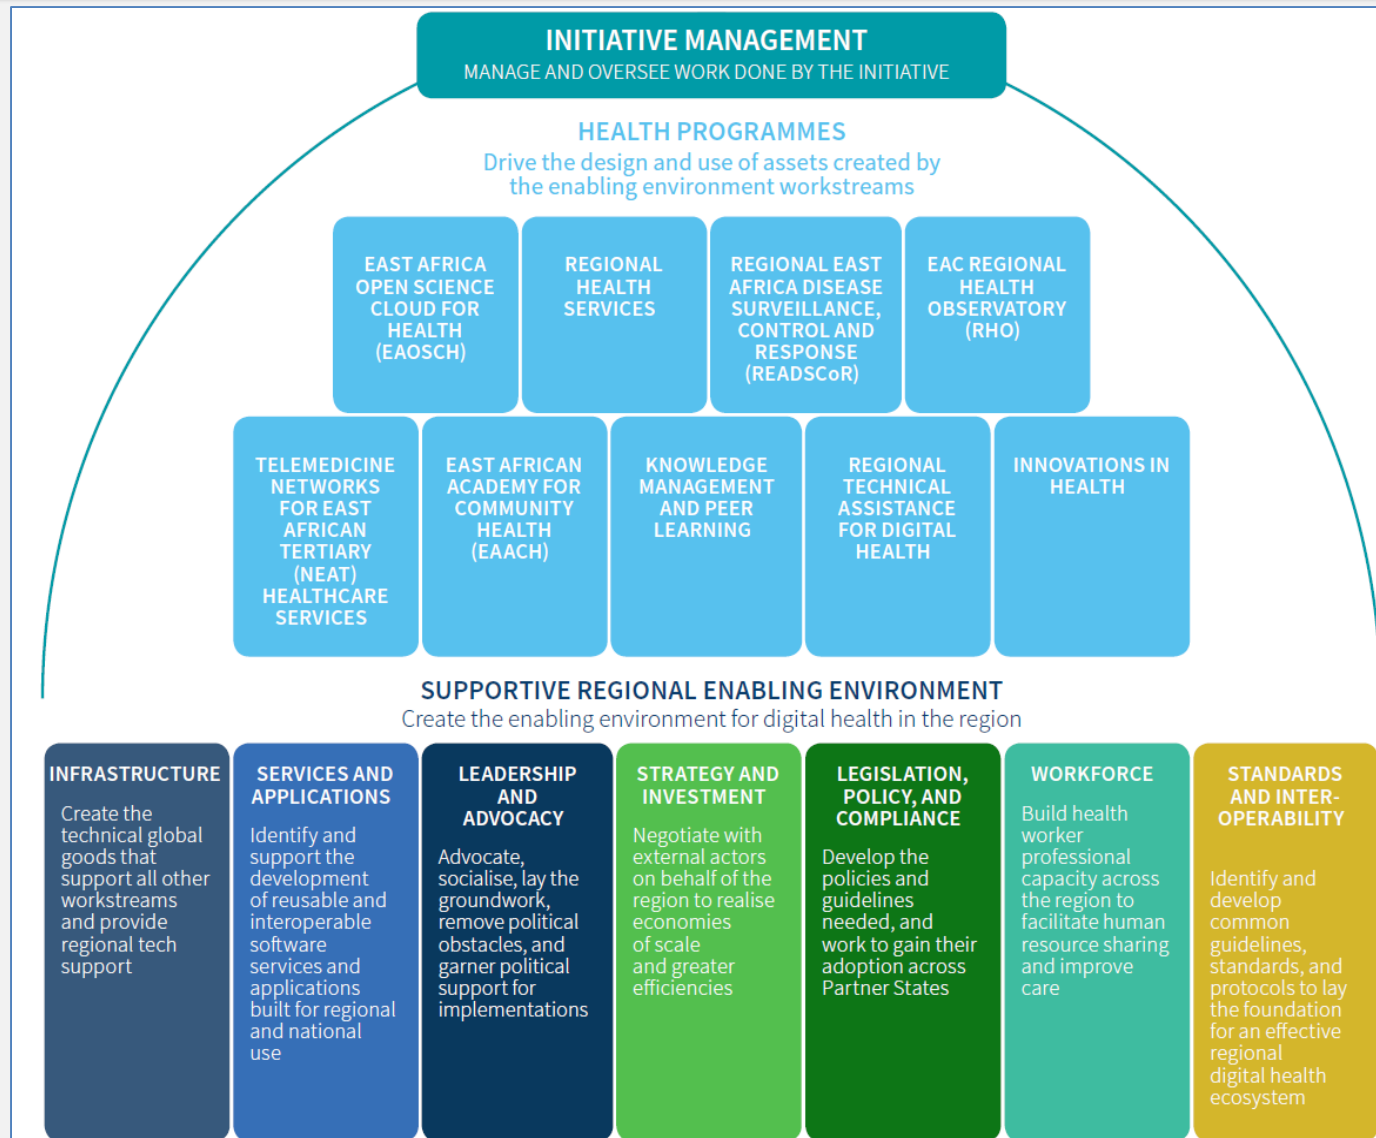 INITIATIVE MANAGEMENT
MANAGE AND OVERSEE WORK DONE BY THE INITIATIVE
HEALTH PROGRAMMES
Drive the design and use of assets created by
the enabling environment workstreams
EAST AFRICA
OPEN SCIENCE
CLOUD FOR
HEALTH
(EAOSCH)
REGIONAL
HEALTH
SERVICES
REGIONAL EAST
AFRICA DISEASE
SURVEILLANCE,
CONTROL AND
RESPONSE
(READSCoR)
EAC REGIONAL
HEALTH
OBSERVATORY
(RHO)
TELEMEDICINE
NETWORKS
FOR EAST
AFRICAN
TERTIARY
(NEAT)
HEALTHCARE
SERVICES
EAST AFRICAN
ACADEMY FOR
COMMUNITY
HEALTH
(EAACH)
KNOWLEDGE
MANAGEMENT
AND PEER
LEARNING
REGIONAL
TECHNICAL
ASSISTANCE
FOR DIGITAL
HEALTH
INNOVATIONS IN
HEALTH
SUPPORTIVE REGIONAL ENABLING ENVIRONMENT
Create the enabling environment for digital health in the region
INFRASTRUCTURE
Create the
technical global
goods that
support all other
workstreams
and provide
regional tech
support
SERVICES AND
APPLICATIONS
Identify and
support the
development
of reusable and
interoperable
software
services and
applications
built for regional
and national
use
LEADERSHIP
AND
ADVOCACY
Advocate,
socialise, lay the
groundwork,
remove political
obstacles, and
garner political
support for
implementations
STRATEGY AND
INVESTMENT
Negotiate with
external actors
on behalf of the
region to realise
economies
of scale
and greater
efficiencies
LEGISLATION,
POLICY, AND
COMPLIANCE
Develop the
policies and
guidelines
needed, and
work to gain their
adoption across
Partner States
WORKFORCE
Build health
worker
professional
capacity across
the region to
facilitate human
resource sharing
and improve
care
STANDARDS
AND INTER-
OPERABILITY
Identify and
develop
common
guidelines,
standards, and
protocols to lay
the foundation
for an effective
regional
digital health
ecosystem